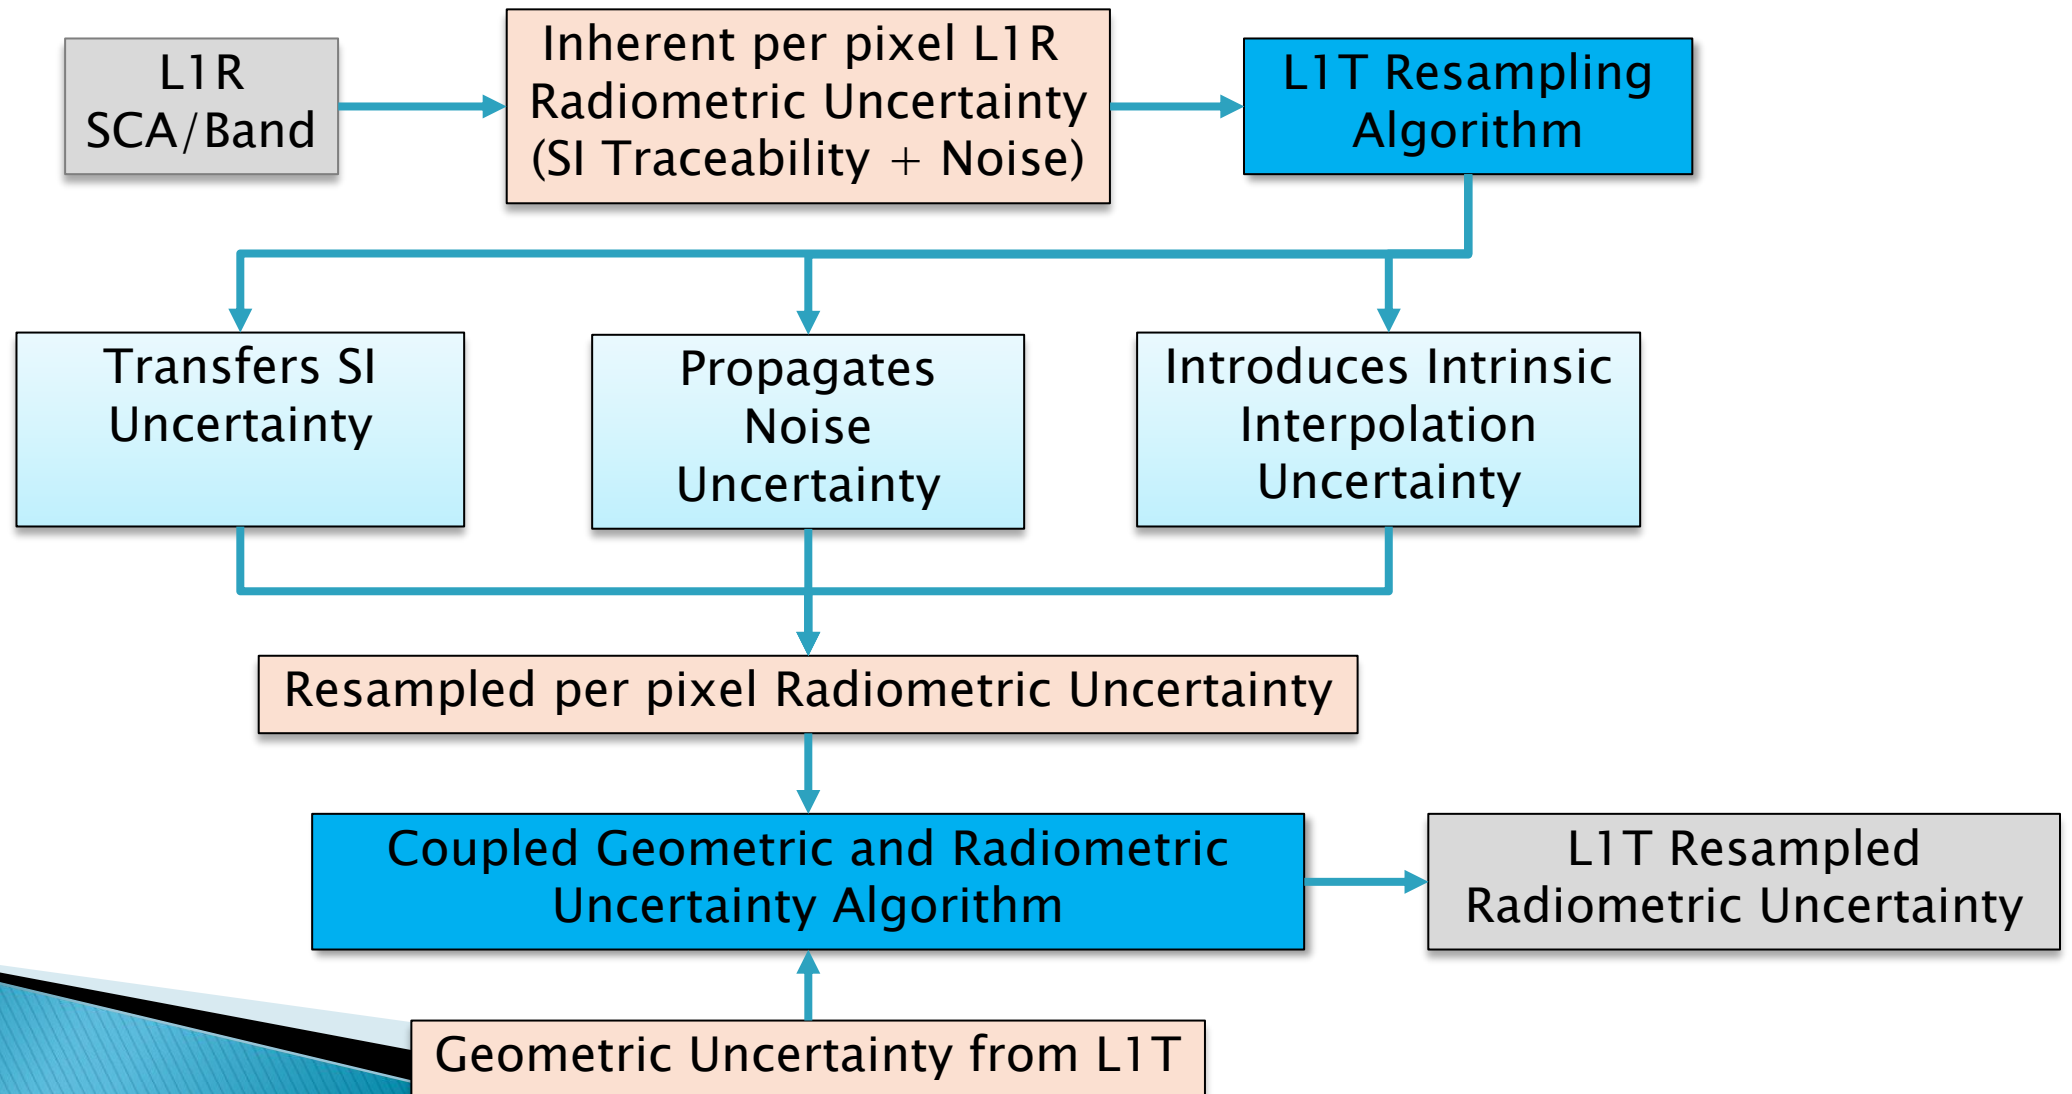 L1R
SCA/Band
Inherent per pixel L1R
Radiometric Uncertainty
(SI Traceability + Noise)
L1T Resampling
Algorithm
Transfers SI
Uncertainty
Propagates
Noise
Uncertainty
Introduces Intrinsic
Interpolation
Uncertainty
Resampled per pixel Radiometric Uncertainty
Coupled Geometric and Radiometric
Uncertainty Algorithm
L1T Resampled
Radiometric Uncertainty
Geometric Uncertainty from L1T